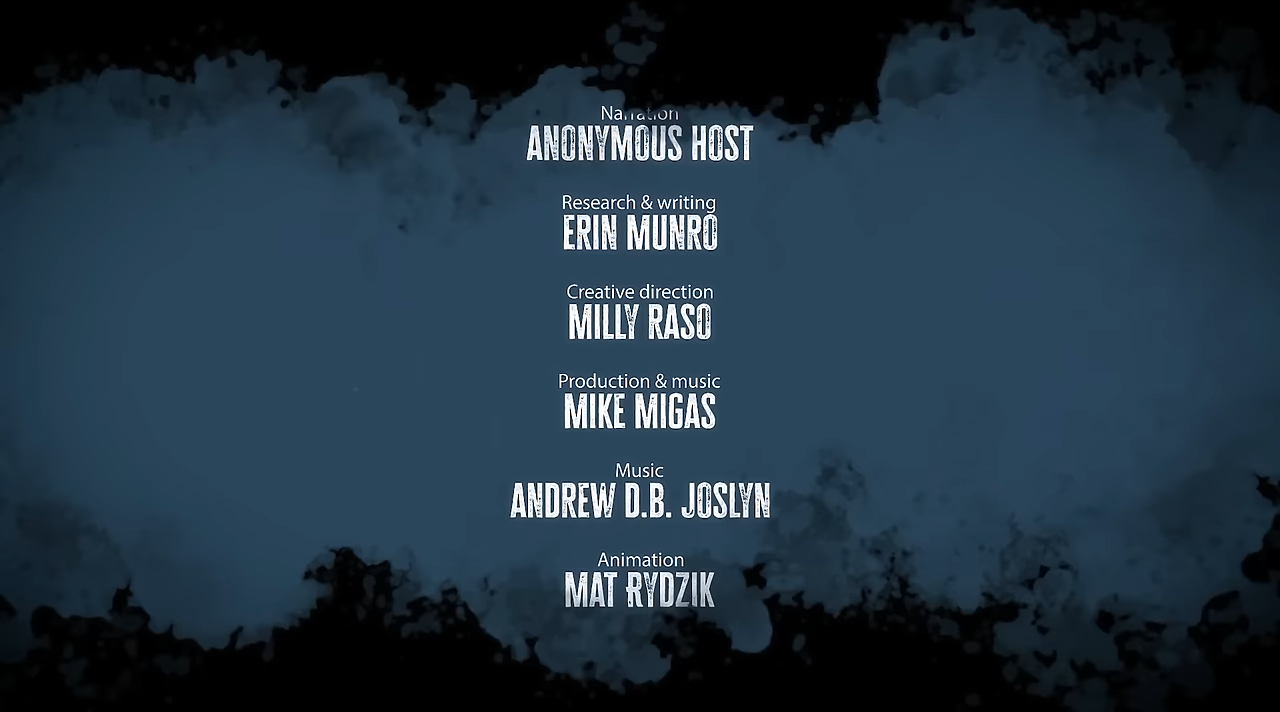 Narration
ANONYMOUS HOST
Research & writing
ERIN MUNRO
Creative direction
MILLY RASO
Production & music
MIKE MIGAS
Music
ANDREW D.B. JOSLYN
Animation
MAT RYDZIK